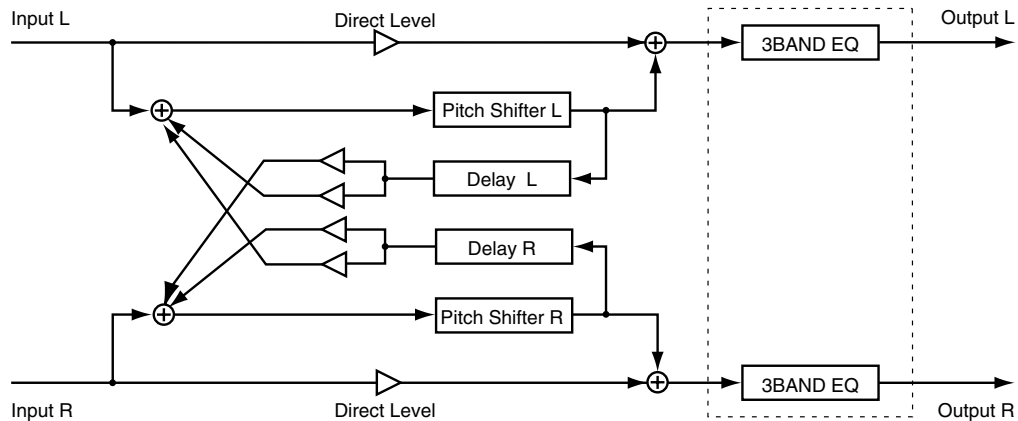 Input L
Direct Level
Output L
3BAND EQ
Pitch Shifter L
Delay L
Delay R
Pitch Shifter R
3BAND EQ
Input R
Direct Level
Output R